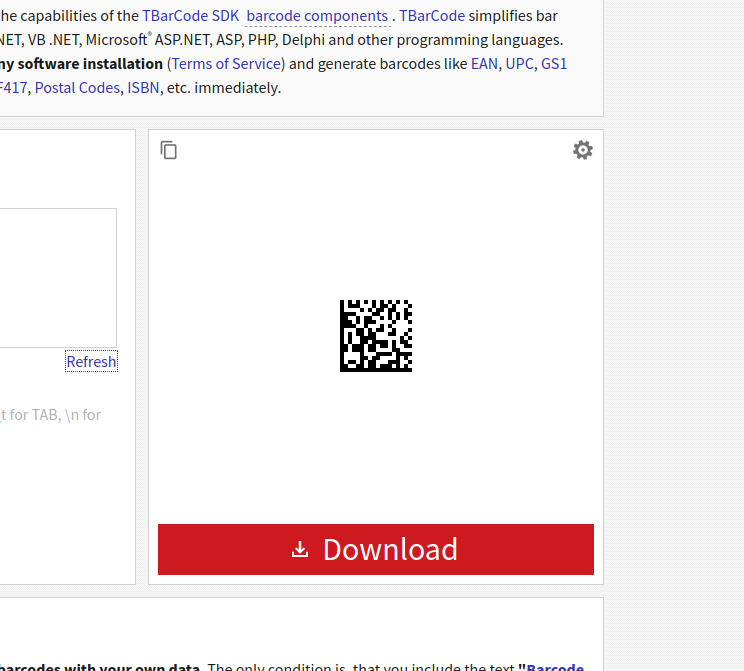 the capabilities of the TBarCode SDK barcode components . TBarCode simplifies bar
NET, VB .NET, Microsoft® ASP.NET, ASP, PHP, Delphi and other programming languages.
ny software installation (Terms of Service) and generate barcodes like EAN, UPC, GS1
F417, Postal Codes, ISBN, etc. immediately.
Refresh
t for TAB, \n for
Download
barcodes with your own data. The only condition is, that you include the text "Barcode